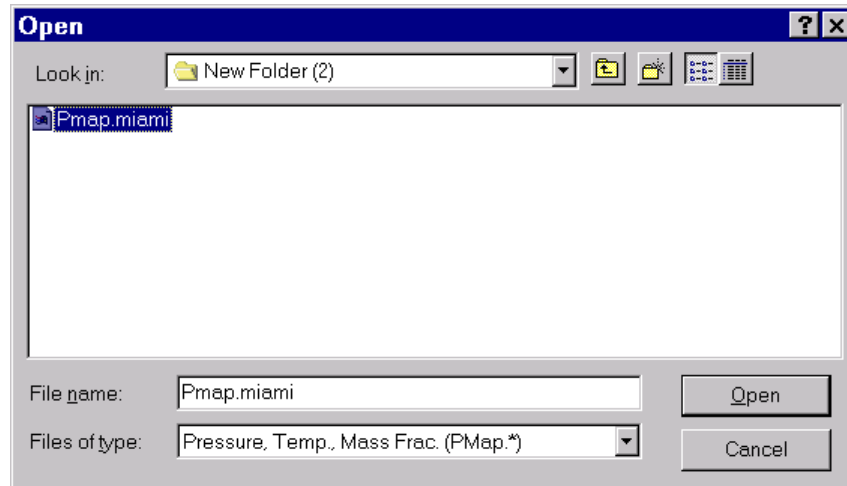 Open
Look in: New Folder (2)
Pmap.miami
File name: Pmap.miami Open
Files of type: Pressure, Temp., Mass Frac. (PMap.*) Cancel